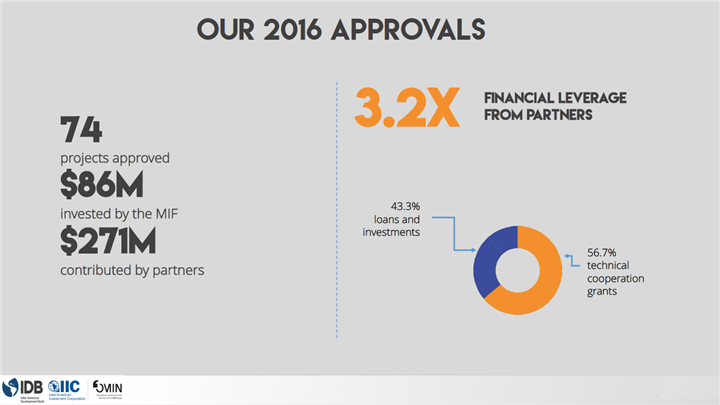 OUR 2016 APPROVALS
74
projects approved
$86M
invested by the MIF
$271M
contributed by partners
3.2X
FINANCIAL LEVERAGE
FROM PARTNERS
43.3%
loans and
investments
56.7%
technical
cooperation
grants
IDB
Inter-American
Development Bank
IIC
Inter-American
Investment Corporation
OMIN